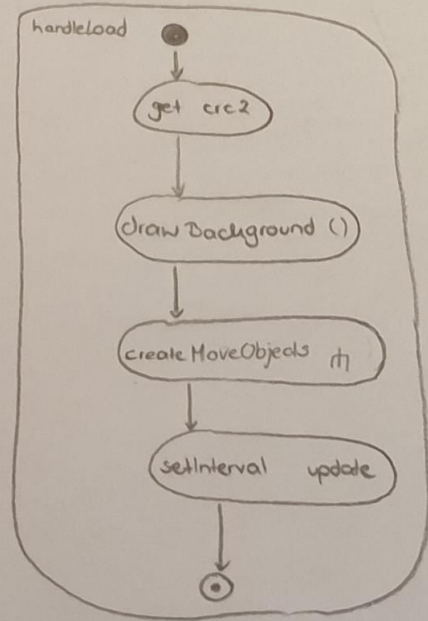 handleLoad
get crc2
drawBackground ()
createMoveObjects
setInterval update